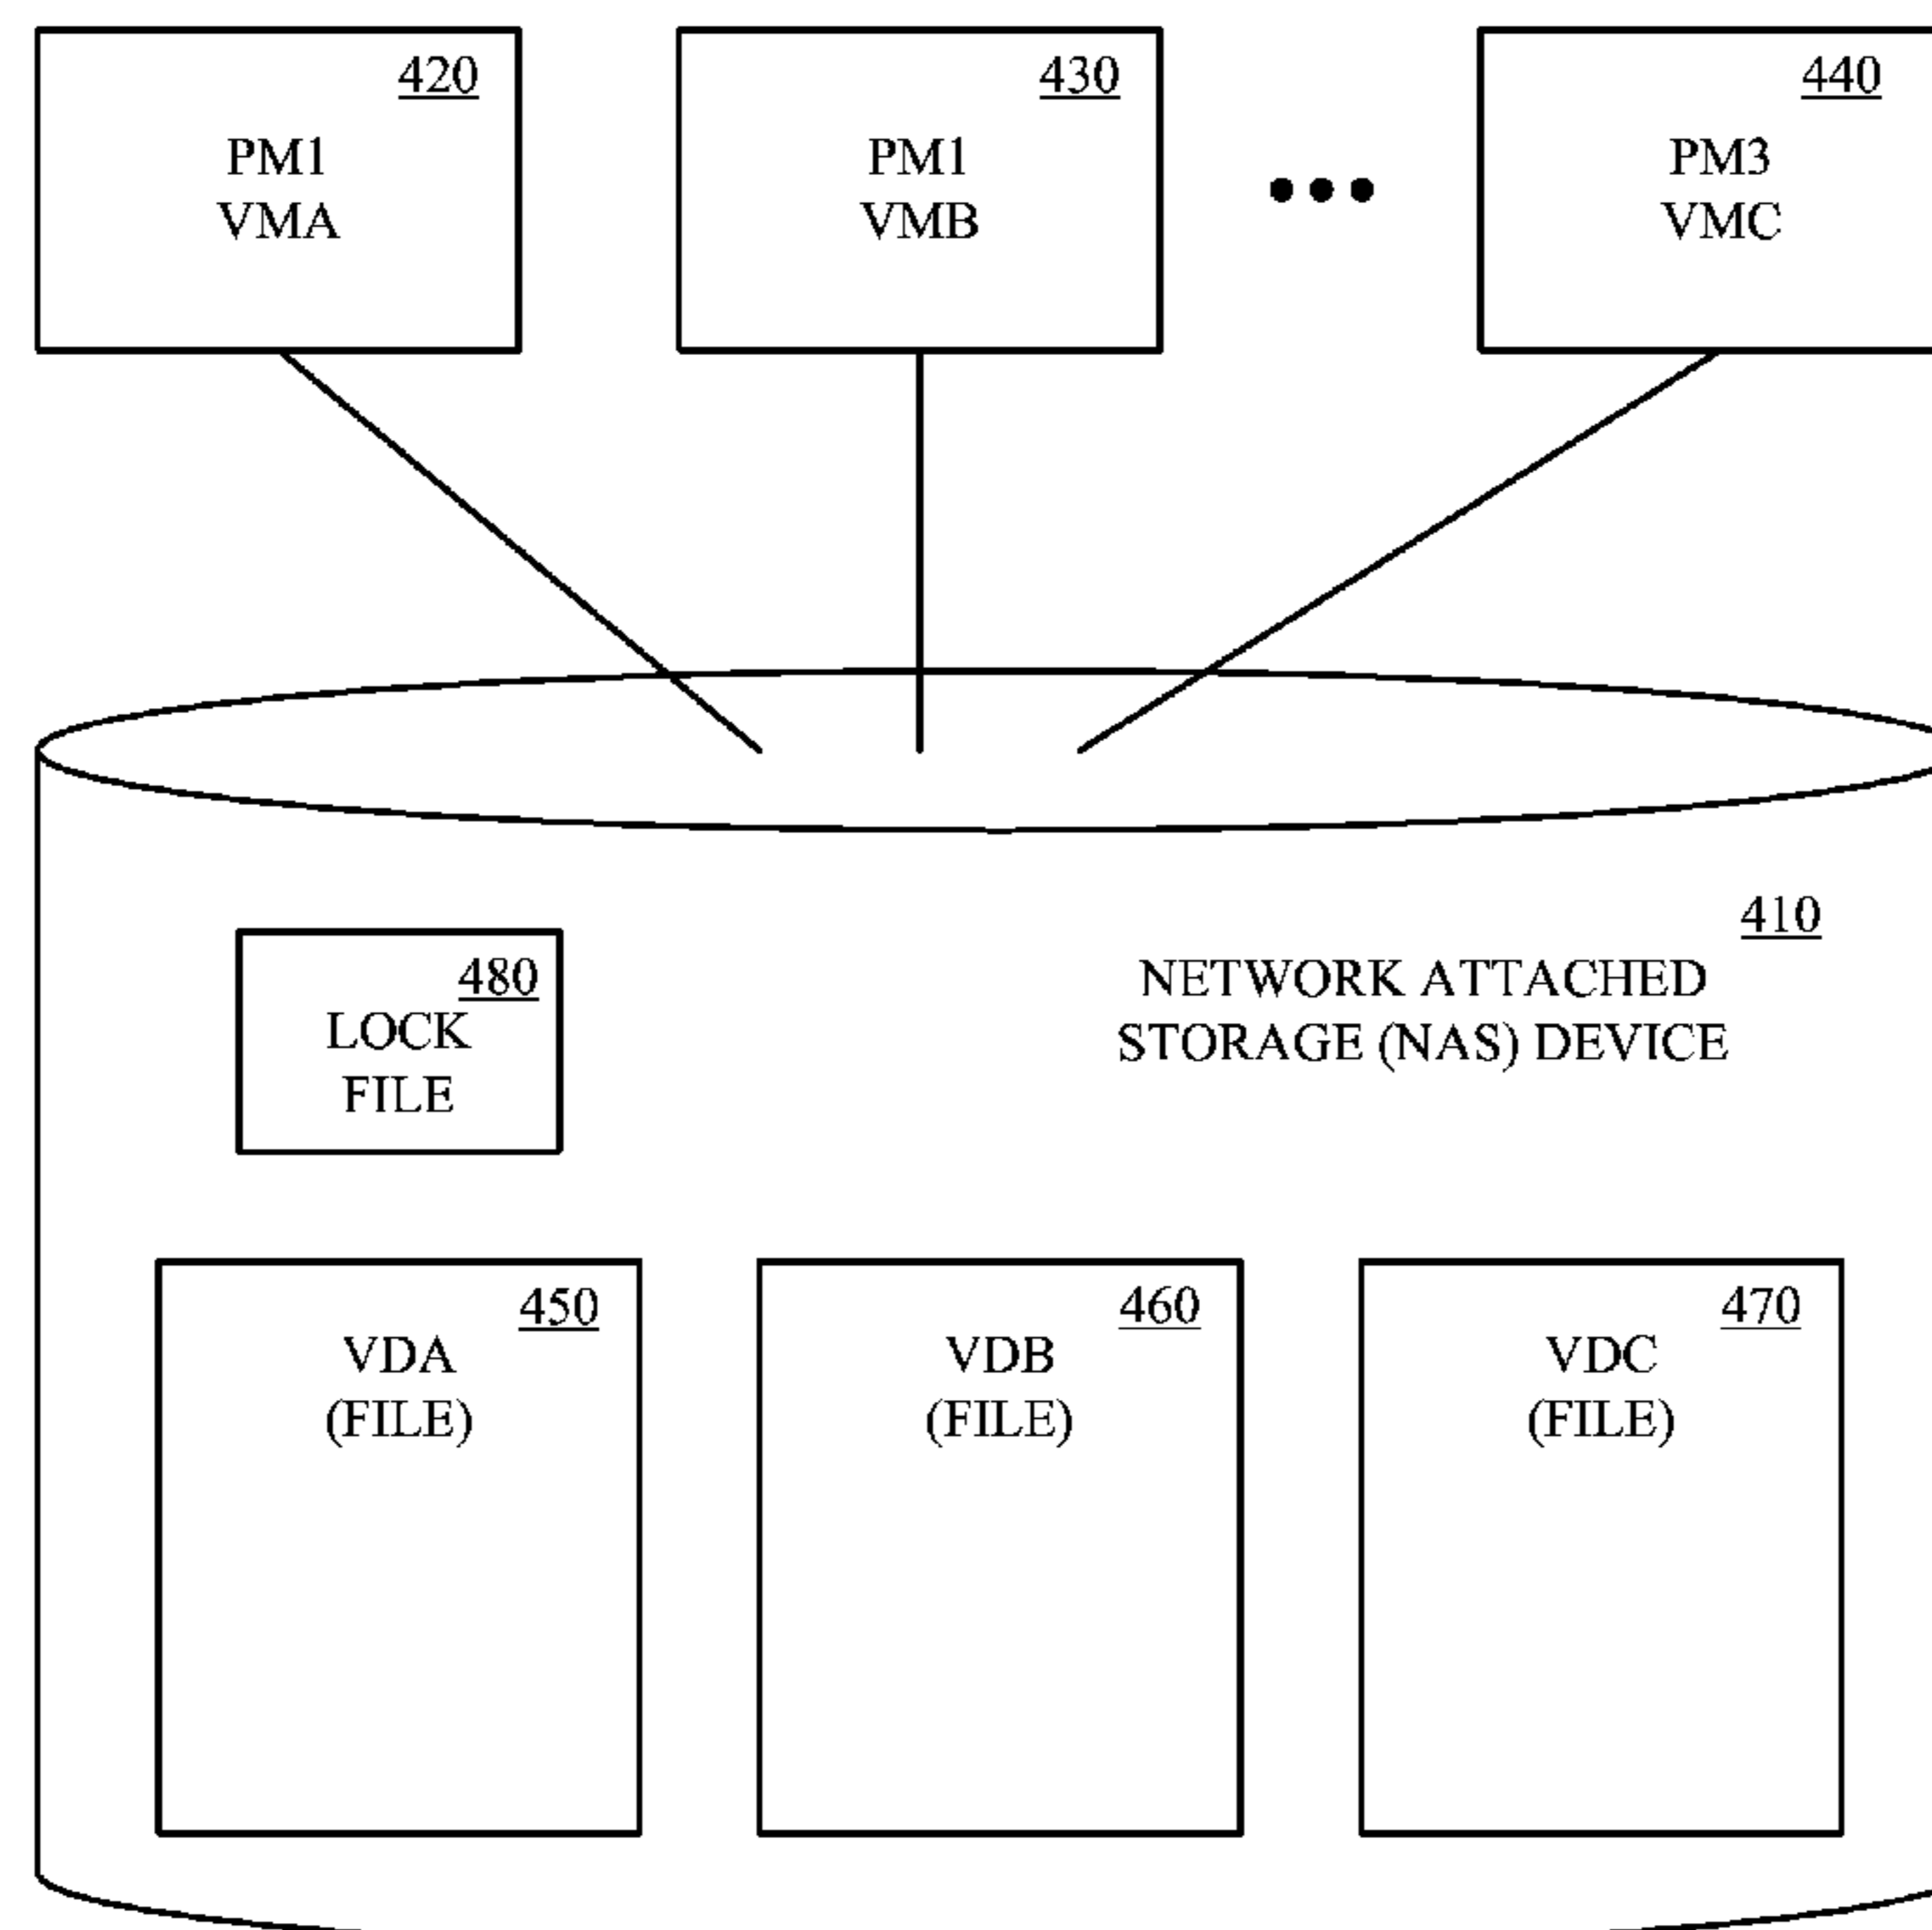 420
PM1
VMA
430
PM1
VMB
440
PM3
VMC
410
NETWORK ATTACHED
STORAGE (NAS) DEVICE
480
LOCK
FILE
450
VDA
(FILE)
460
VDB
(FILE)
470
VDC
(FILE)